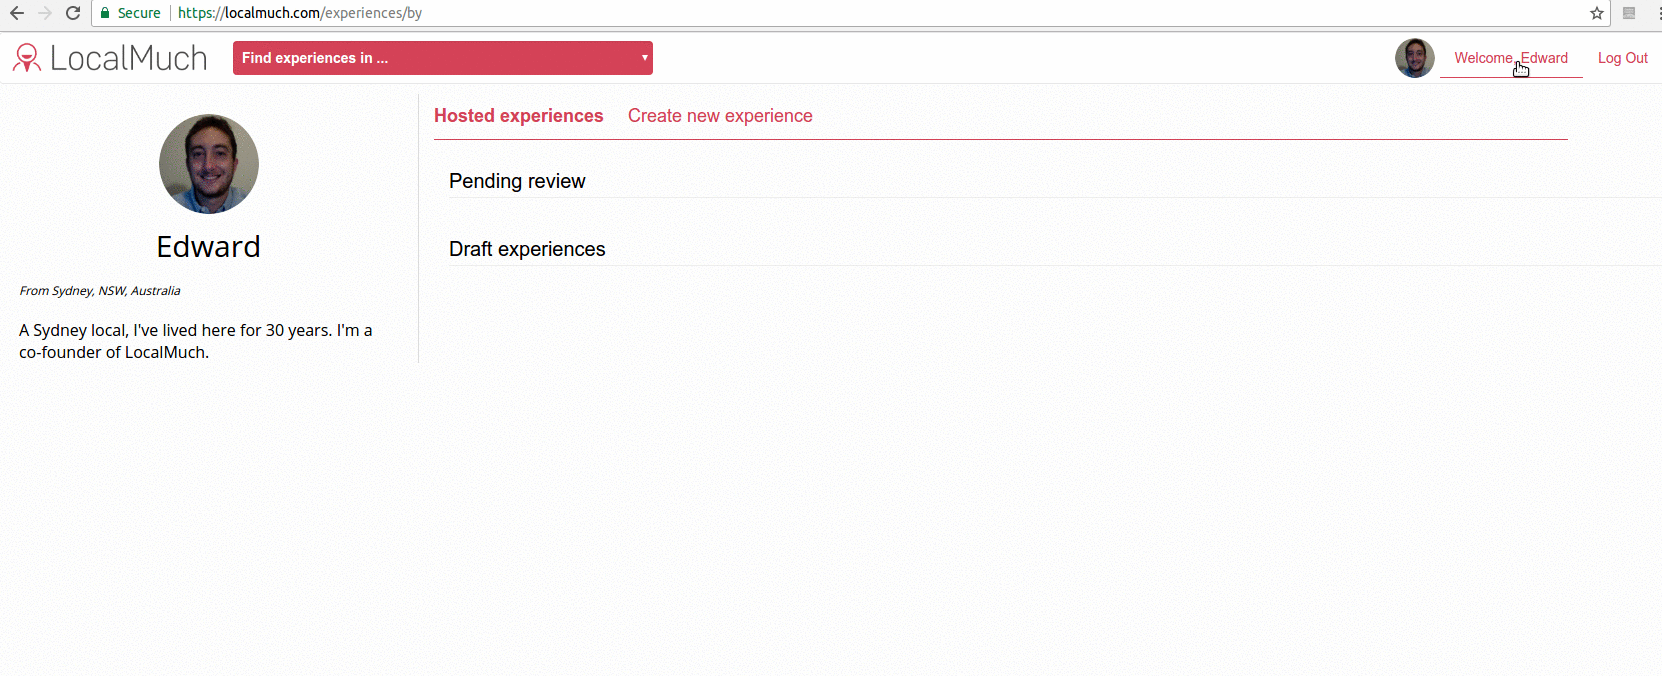 Secure https://localmuch.com/experiences/by
LocalMuch Find experiences in ... Welcome, Edward Log Out
Hosted experiences Create new experience
Pending review
Draft experiences
Edward
From Sydney, NSW, Australia
A Sydney local, I've lived here for 30 years. I'm a
co-founder of LocalMuch.